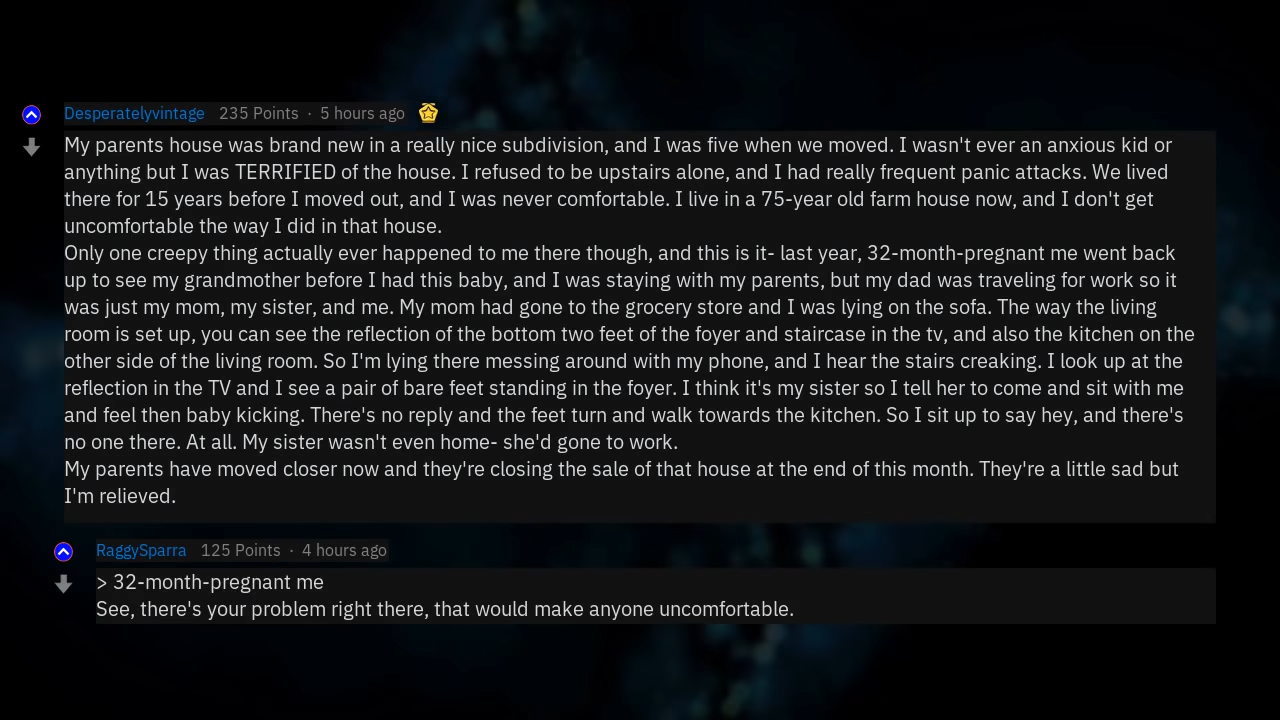 Desperatelyvintage 235 Points · 5 hours ago
My parents house was brand new in a really nice subdivision, and I was five when we moved. I wasn't ever an anxious kid or
anything but I was TERRIFIED of the house. I refused to be upstairs alone, and I had really frequent panic attacks. We lived
there for 15 years before I moved out, and I was never comfortable. I live in a 75-year old farm house now, and I don't get
uncomfortable the way I did in that house.
Only one creepy thing actually ever happened to me there though, and this is it- last year, 32-month-pregnant me went back
up to see my grandmother before I had this baby, and I was staying with my parents, but my dad was traveling for work so it
was just my mom, my sister, and me. My mom had gone to the grocery store and I was lying on the sofa. The way the living
room is set up, you can see the reflection of the bottom two feet of the foyer and staircase in the tv, and also the kitchen on the
other side of the living room. So I'm lying there messing around with my phone, and I hear the stairs creaking. I look up at the
reflection in the TV and I see a pair of bare feet standing in the foyer. I think it's my sister so I tell her to come and sit with me
and feel then baby kicking. There's no reply and the feet turn and walk towards the kitchen. So I sit up to say hey, and there's
no one there. At all. My sister wasn't even home- she'd gone to work.
My parents have moved closer now and they're closing the sale of that house at the end of this month. They're a little sad but
I'm relieved.
RaggySparra 125 Points · 4 hours ago
> 32-month-pregnant me
See, there's your problem right there, that would make anyone uncomfortable.